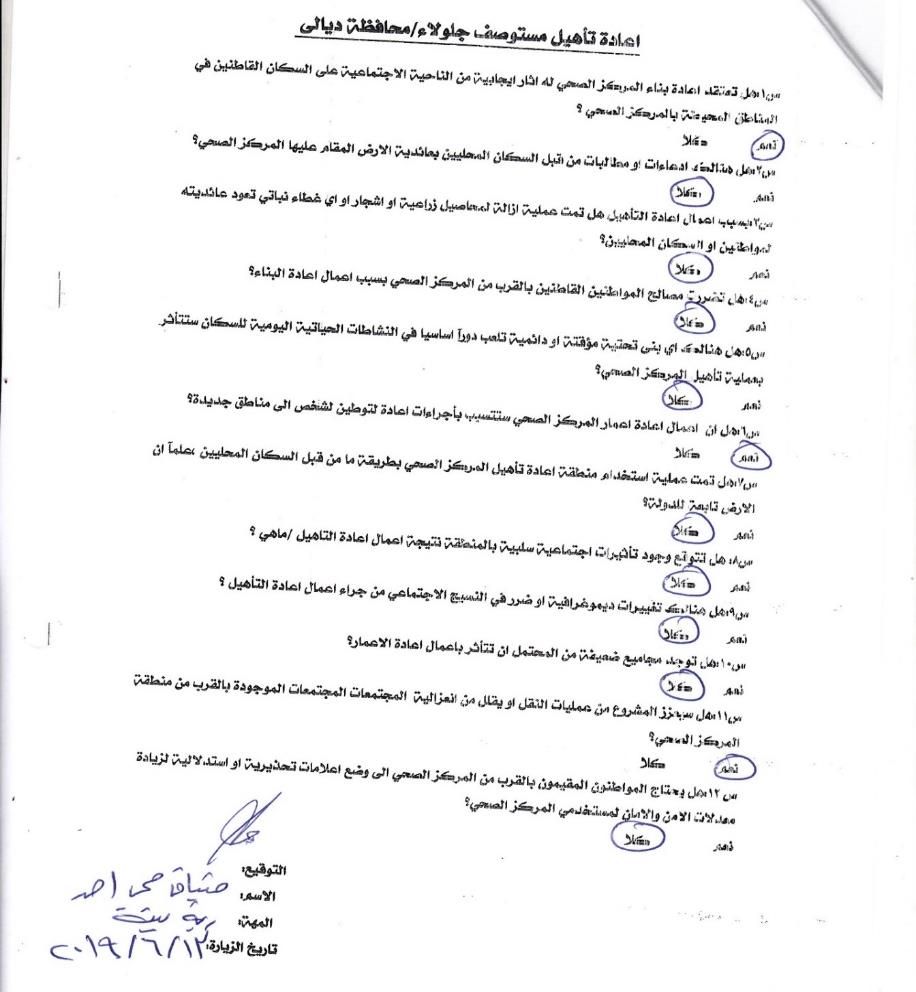 اعادة تأهيل مستوصف جلولاء/محافظة ديالى
س١:هل تعتقد اعادة بناء المركز الصحي له اثار ايجابية من الناحية الاجتماعية على السكان القاطنين في
المناطق المحيطة بالمركز الصحي ؟
نعم كلا
س٢:هل هنالك ادعاءات او مطالبات من قبل السكان المحليين بعائدية الارض المقام عليها المركز الصحي؟
نعم كلا
س٣:بسبب اعمال اعادة التأهيل هل تمت عملية ازالة لمحاصيل زراعية او اشجار او اي غطاء نباتي تعود عائديته
لمواطنين او السكان المحليين؟
نعم كلا
س٤:هل تضررت مصالح المواطنين القاطنين بالقرب من المركز الصحي بسبب اعمال اعادة البناء؟
نعم كلا
س٥:هل هنالك اي بنى تحتية مؤقتة او دائمية تلعب دورآ اساسيا في النشاطات الحياتية اليومية للسكان ستتأثر
بعملية تأهيل المركز الصحي؟
نعم كلا
س٦:هل ان اعمال اعادة اعمار المركز الصحي ستتسبب بأجراءات اعادة لتوطين لشخص الى مناطق جديدة؟
نعم كلا
س٧:هل تمت عملية استخدام منطقة اعادة تأهيل المركز الصحي بطريقة ما من قبل السكان المحليين ،علمآ ان
الارض تابعة للدولة؟
نعم كلا
س٨: هل تتوقع وجود تأثيرات اجتماعية سلبية بالمنطقة نتيجة اعمال اعادة التاهيل /ماهي ؟
نعم كلا
س٩:هل هنالك تغييرات ديموغرافية او ضرر في النسيج الاجتماعي من جراء اعمال اعادة التأهيل ؟
نعم كلا
س١٠:هل توجد مجاميع ضعيفة من المحتمل ان تتأثر باعمال اعادة الاعمار؟
نعم كلا
س١١:هل سيعزز المشروع من عمليات النقل او يقلل من انعزالية المجتمعات المجتمعات الموجودة بالقرب من منطقة
المركز الصحي؟
نعم كلا
س١٢:هل يحتاج المواطنون المقيمون بالقرب من المركز الصحي الى وضع اعلامات تحذيرية او استدلالية لزيادة
معدلات الامن والامان لمستخدمي المركز الصحي؟
نعم كلا
التوقيع:
الاسم:
المهة: ربة بيت
تاريخ الزيارة: ٢٠١٩/٦/١٢